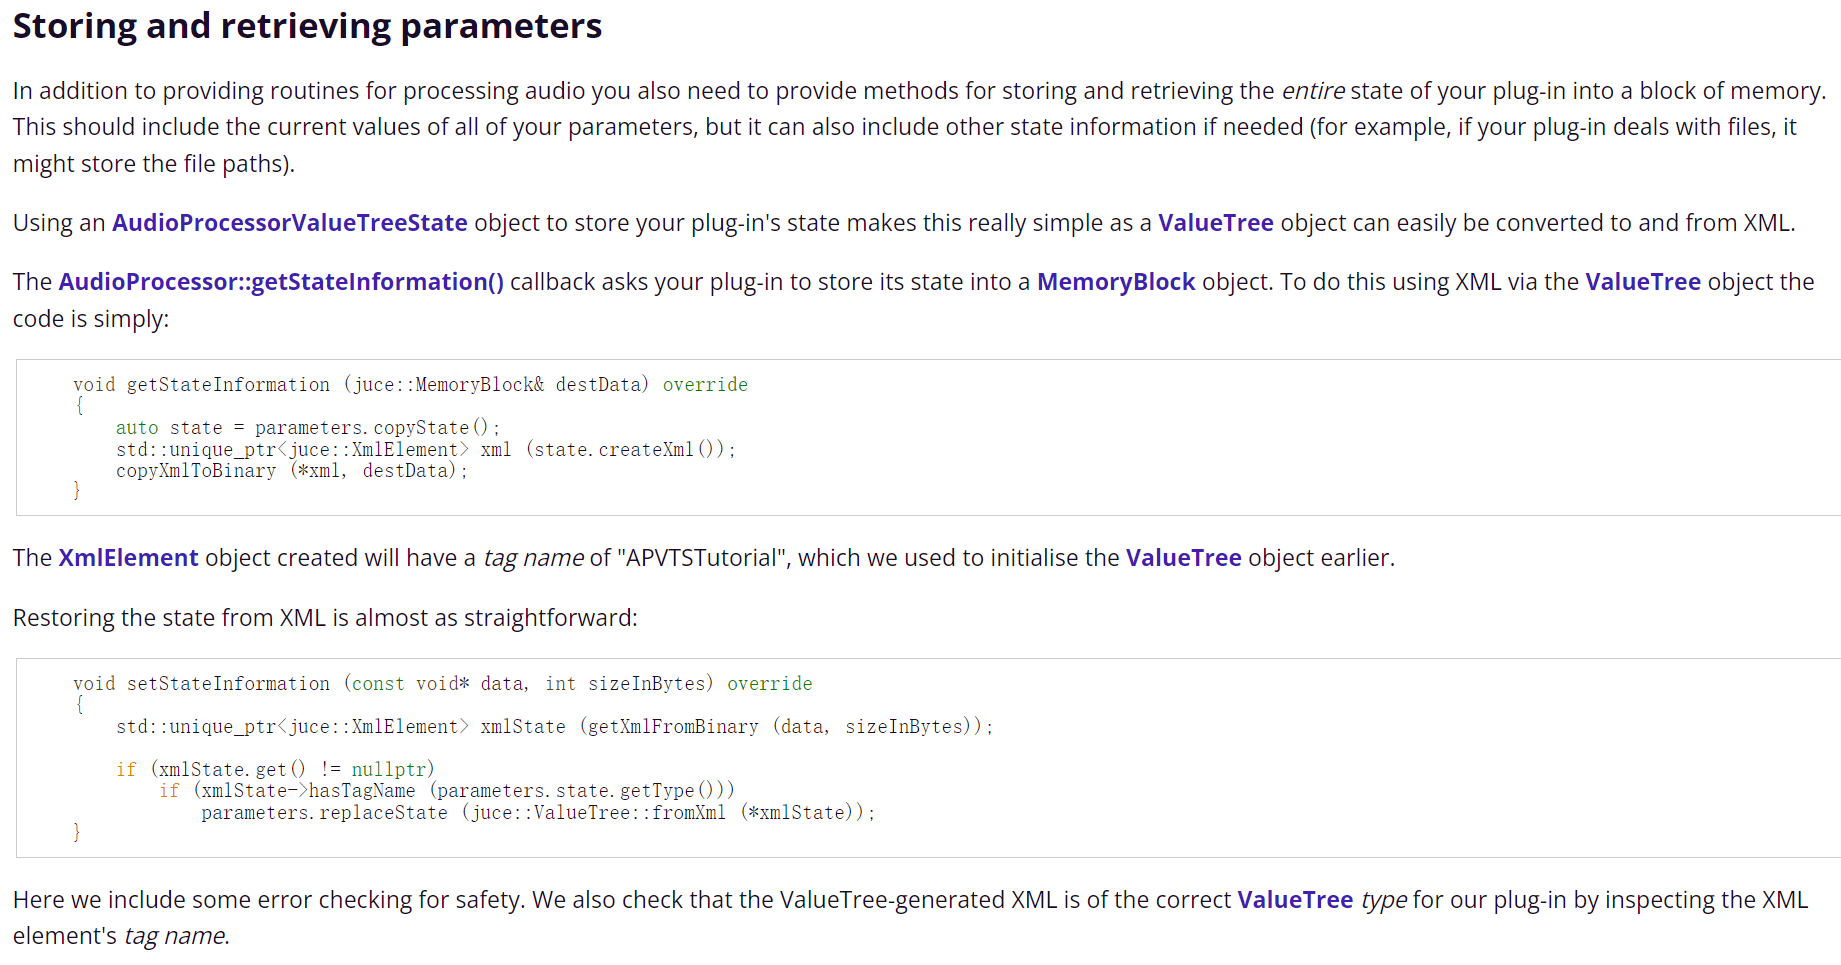 Storing and retrieving parameters
In addition to providing routines for processing audio you also need to provide methods for storing and retrieving the entire state of your plug-in into a block of memory.
This should include the current values of all of your parameters, but it can also include other state information if needed (for example, if your plug-in deals with files, it
might store the file paths).
Using an AudioProcessorValueTreeState object to store your plug-in's state makes this really simple as a ValueTree object can easily be converted to and from XML.
The AudioProcessor::getStateInformation() callback asks your plug-in to store its state into a MemoryBlock object. To do this using XML via the ValueTree object the
code is simply:
void getStateInformation (juce::MemoryBlock& destData) override
{
auto state = parameters.copyState();
std::unique_ptr<juce::XmlElement> xml (state.createXml());
copyXmlToBinary (*xml, destData);
}
The XmlElement object created will have a tag name of "APVTSTutorial", which we used to initialise the ValueTree object earlier.
Restoring the state from XML is almost as straightforward:
void setStateInformation (const void* data, int sizeInBytes) override
{
std::unique_ptr<juce::XmlElement> xmlState (getXmlFromBinary (data, sizeInBytes));
if (xmlState.get() != nullptr)
if (xmlState->hasTagName (parameters.state.getType()))
parameters.replaceState (juce::ValueTree::fromXml (*xmlState));
}
Here we include some error checking for safety. We also check that the ValueTree-generated XML is of the correct ValueTree type for our plug-in by inspecting the XML
element's tag name.